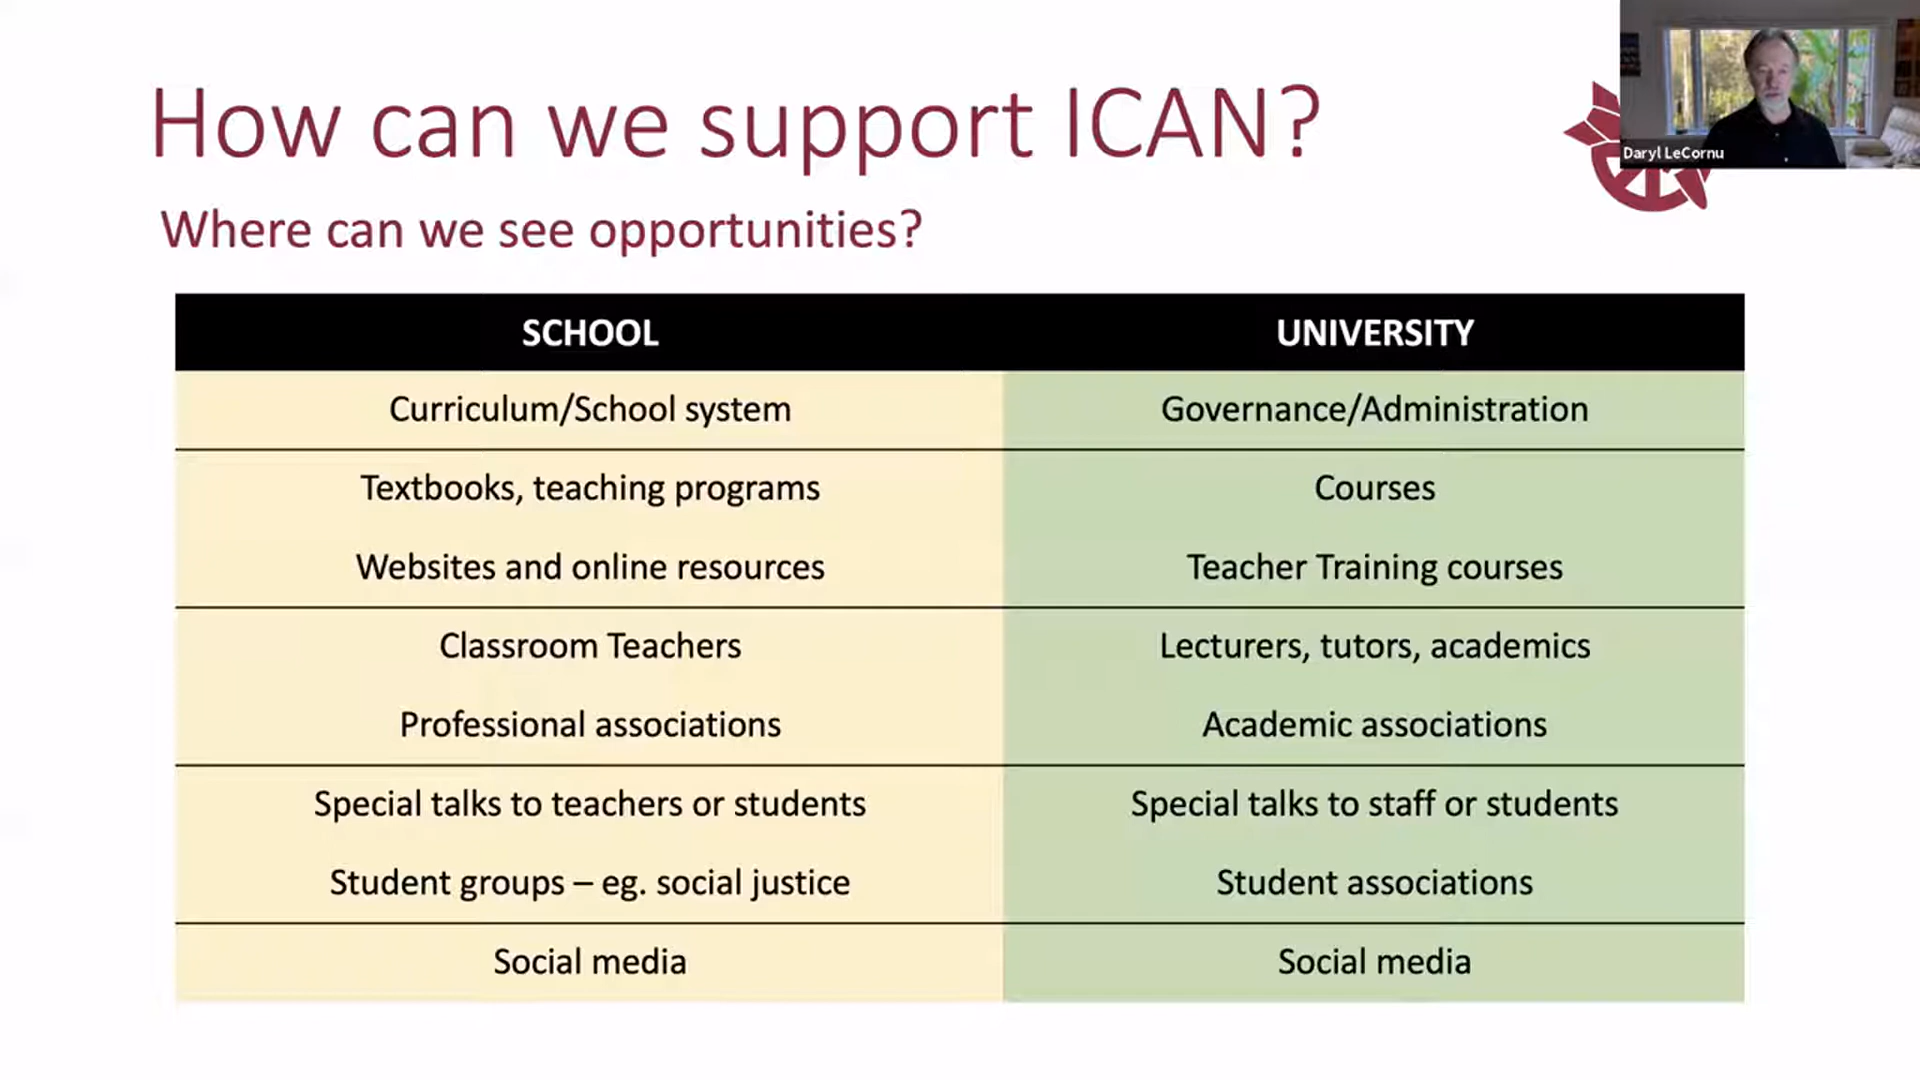 How can we support ICAN?
Daryl LeCornu
Where can we see opportunities?
SCHOOL
UNIVERSITY
Curriculum/School system
Governance/Administration
Textbooks, teaching programs
Courses
Websites and online resources
Teacher Training courses
Classroom Teachers
Lecturers, tutors, academics
Professional associations
Academic associations
Special talks to teachers or students
Special talks to staff or students
Student groups – eg. social justice
Student associations
Social media
Social media